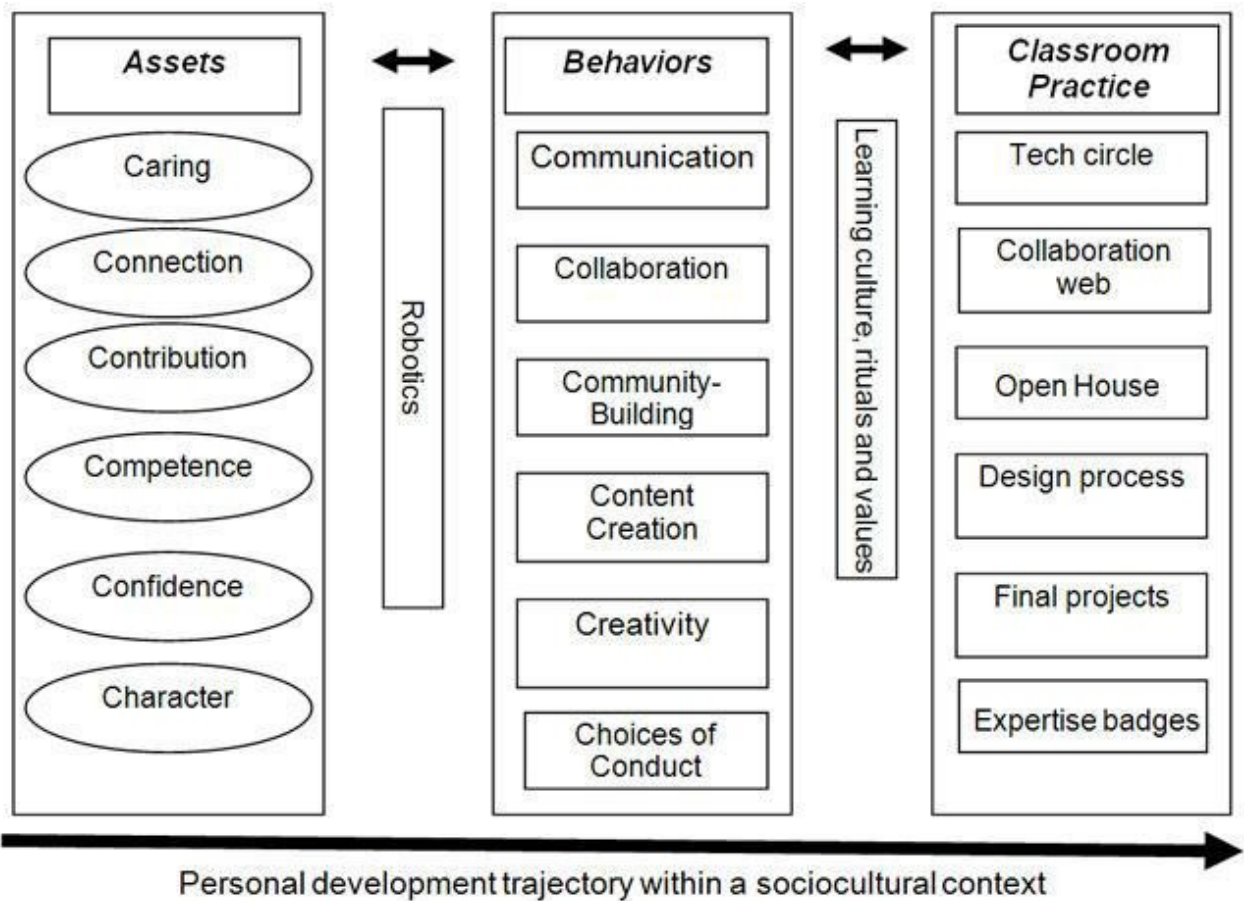 Assets
Caring
Connection
Contribution
Competence
Confidence
Character
Robotics
Behaviors
Communication
Collaboration
Community-
Building
Content
Creation
Creativity
Choices of
Conduct
Learning culture, rituals and values
Classroom
Practice
Tech circle
Collaboration
web
Open House
Design process
Final projects
Expertise badges
Personal development trajectory within a sociocultural context